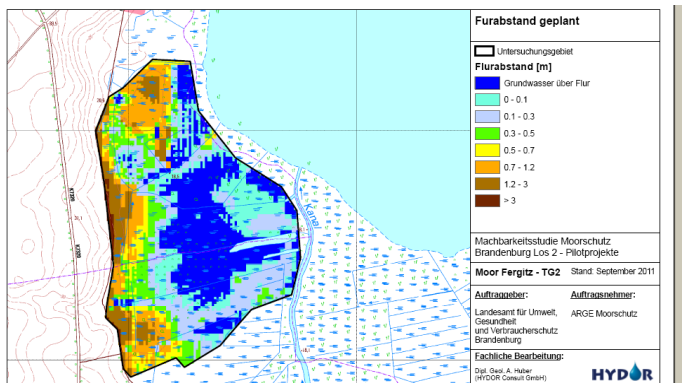 Furabstand geplant
Untersuchungsgebiet
Flurabstand [m]
Grundwasser über Flur
0 - 0.1
0.1 - 0.3
0.3 - 0.5
0.5 - 0.7
0.7 - 1.2
1.2 - 3
> 3
Kanal
Machbarkeitsstudie Moorschutz
Brandenburg Los 2 - Pilotprojekte
Moor Fergitz - TG2 Stand: September 2011
Auftraggeber: Auftragsnehmer:
Landesamt für Umwelt, ARGE Moorschutz
Gesundheit
und Verbraucherschutz
Brandenburg
Fachliche Bearbeitung:
Dipl. Geol. A. Huber
(HYDOR Consult GmbH)
HYDOR